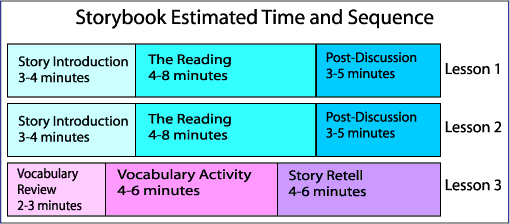 Storybook Estimated Time and Sequence
Story Introduction
3-4 minutes
The Reading
4-8 minutes
Post-Discussion
3-5 minutes
Lesson 1
Story Introduction
3-4 minutes
The Reading
4-8 minutes
Post-Discussion
3-5 minutes
Lesson 2
Vocabulary
Review
2-3 minutes
Vocabulary Activity
4-6 minutes
Story Retell
4-6 minutes
Lesson 3